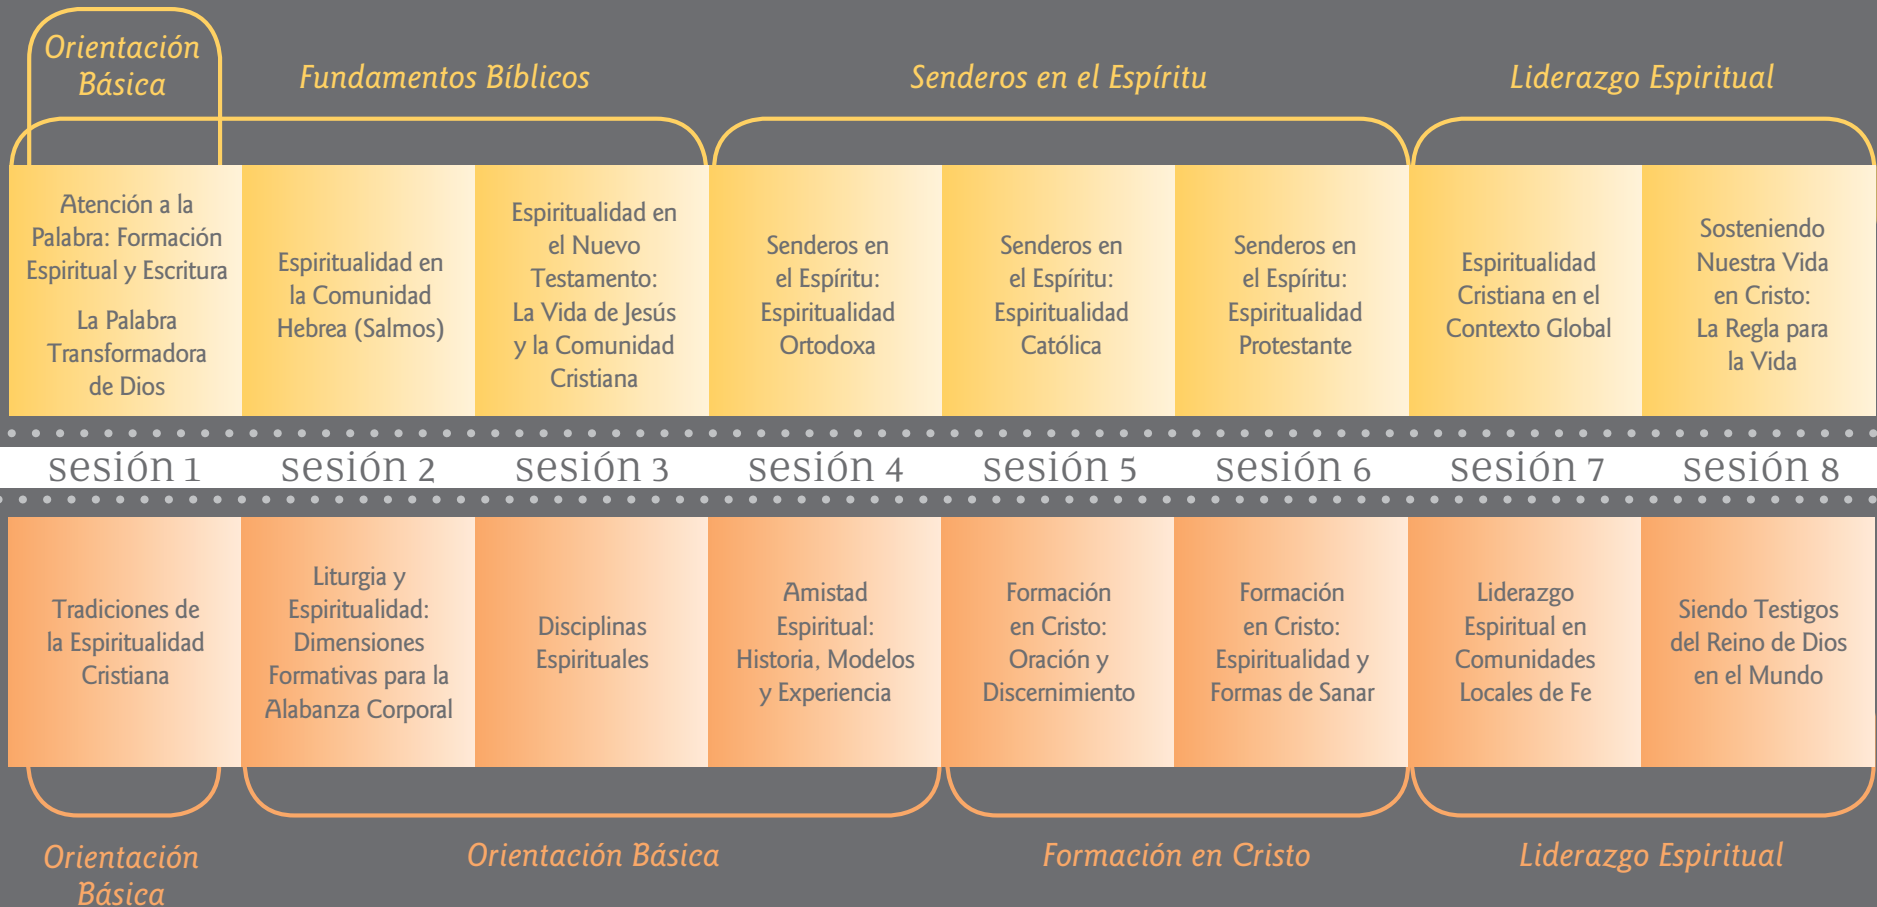 Orientación
Básica
Fundamentos Bíblicos
Senderos en el Espíritu
Liderazgo Espiritual
Atención a la
Palabra: Formación
Espiritual y Escritura
La Palabra
Transformadora
de Dios
Espiritualidad en
la Comunidad
Hebrea (Salmos)
Espiritualidad en
el Nuevo
Testamento:
La Vida de Jesús
y la Comunidad
Cristiana
Senderos en
el Espíritu:
Espiritualidad
Ortodoxa
Senderos en
el Espíritu:
Espiritualidad
Católica
Senderos en
el Espíritu:
Espiritualidad
Protestante
Espiritualidad
Cristiana en el
Contexto Global
Sosteniendo
Nuestra Vida
en Cristo:
La Regla para
la Vida
sesión 1
sesión 2
sesión 3
sesión 4
sesión 5
sesión 6
sesión 7
sesión 8
Tradiciones de
la Espiritualidad
Cristiana
Liturgia y
Espiritualidad:
Dimensiones
Formativas para la
Alabanza Corporal
Disciplinas
Espirituales
Amistad
Espiritual:
Historia, Modelos
y Experiencia
Formación
en Cristo:
Oración y
Discernimiento
Formación
en Cristo:
Espiritualidad y
Formas de Sanar
Liderazgo
Espiritual en
Comunidades
Locales de Fe
Siendo Testigos
del Reino de Dios
en el Mundo
Orientación
Básica
Orientación Básica
Formación en Cristo
Liderazgo Espiritual